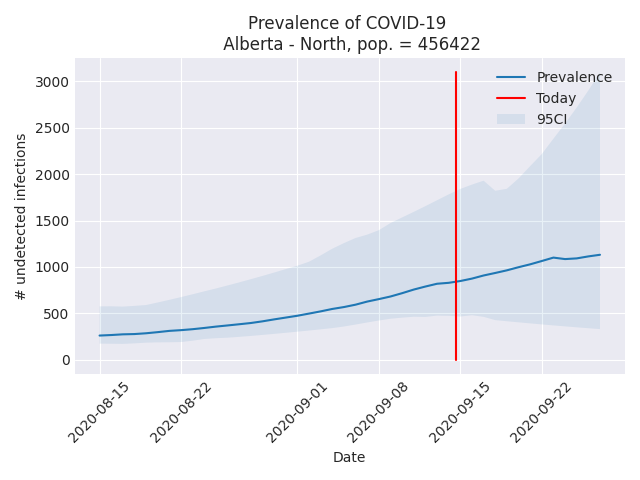 Prevalence of COVID-19
Alberta - North, pop. = 456422
Prevalence
Today
95CI
3000
2500
2000
1500
1000
500
0
# undetected infections
2020-08-15
2020-08-22
2020-09-01
2020-09-08
2020-09-15
2020-09-22
Date